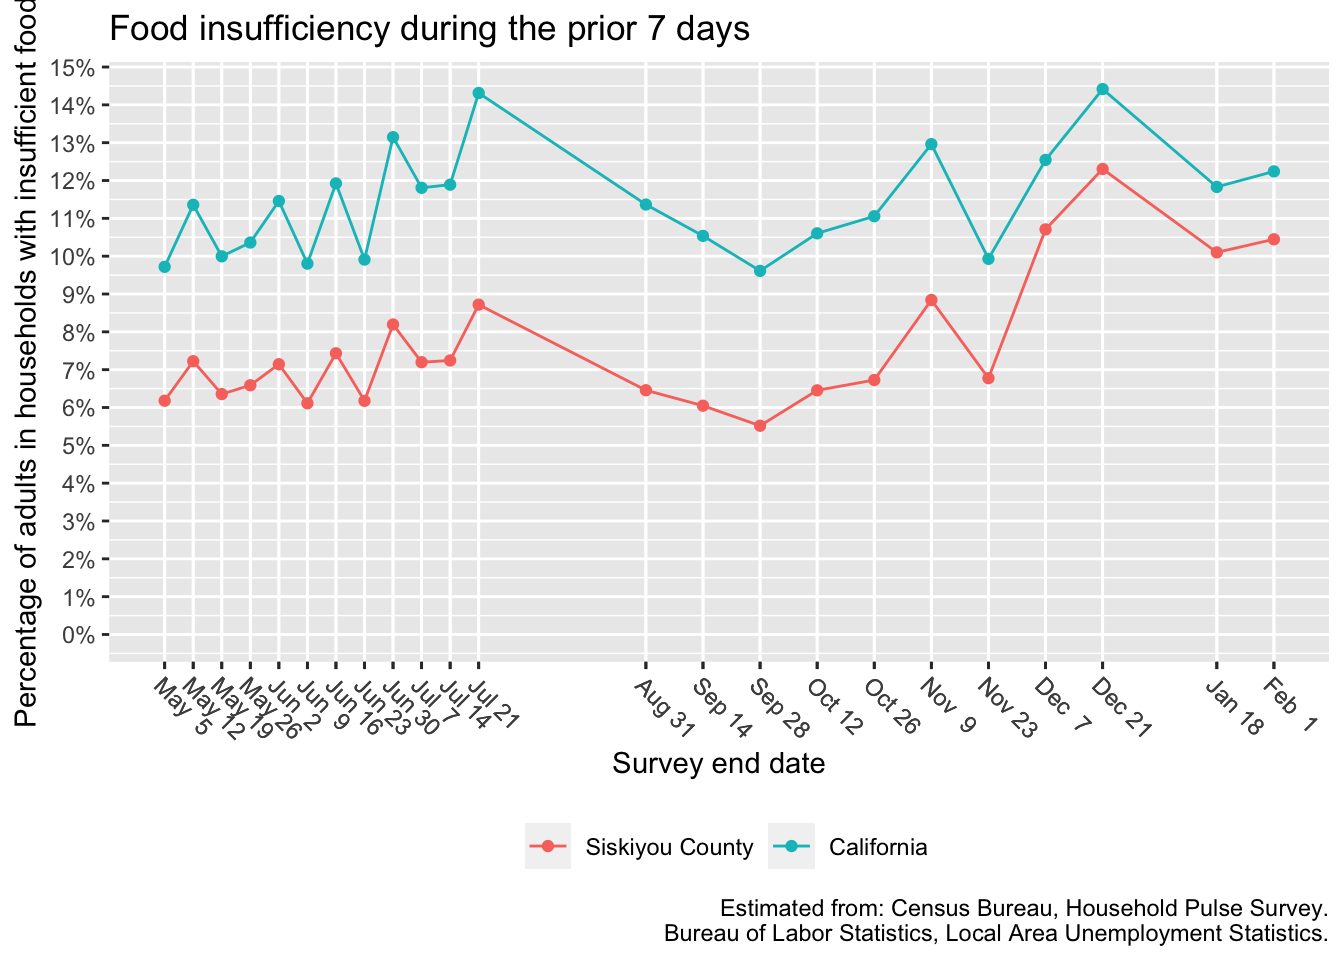 Food insufficiency during the prior 7 days
Percentage of adults in households with insufficient food
15%
14%
13%
12%
11%
10%
9%
8%
7%
6%
5%
4%
3%
2%
1%
0%
May 5
May 12
May 19
May 26
Jun 2
Jun 9
Jun 16
Jun 23
Jun 30
Jul 7
Jul 14
Jul 21
Aug 31
Sep 14
Sep 28
Oct 12
Oct 26
Nov 9
Nov 23
Dec 7
Dec 21
Jan 18
Feb 1
Survey end date
Siskiyou County
California
Estimated from: Census Bureau, Household Pulse Survey.
Bureau of Labor Statistics, Local Area Unemployment Statistics.